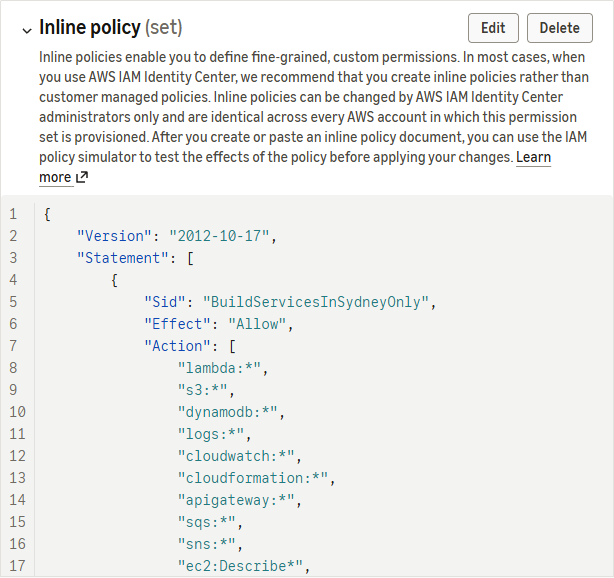 Inline policy (set)
Edit
Delete
Inline policies enable you to define fine-grained, custom permissions. In most cases, when
you use AWS IAM Identity Center, we recommend that you create inline policies rather than
customer managed policies. Inline policies can be changed by AWS IAM Identity Center
administrators only and are identical across every AWS account in which this permission
set is provisioned. After you create or paste an inline policy document, you can use the IAM
policy simulator to test the effects of the policy before applying your changes. Learn
more
1 {
2     "Version": "2012-10-17",
3     "Statement": [
4         {
5             "Sid": "BuildServicesInSydneyOnly",
6             "Effect": "Allow",
7             "Action": [
8                 "lambda:*",
9                 "s3:*",
10                 "dynamodb:*",
11                 "logs:*",
12                 "cloudwatch:*",
13                 "cloudformation:*",
14                 "apigateway:*",
15                 "sqs:*",
16                 "sns:*",
17                 "ec2:Describe*",